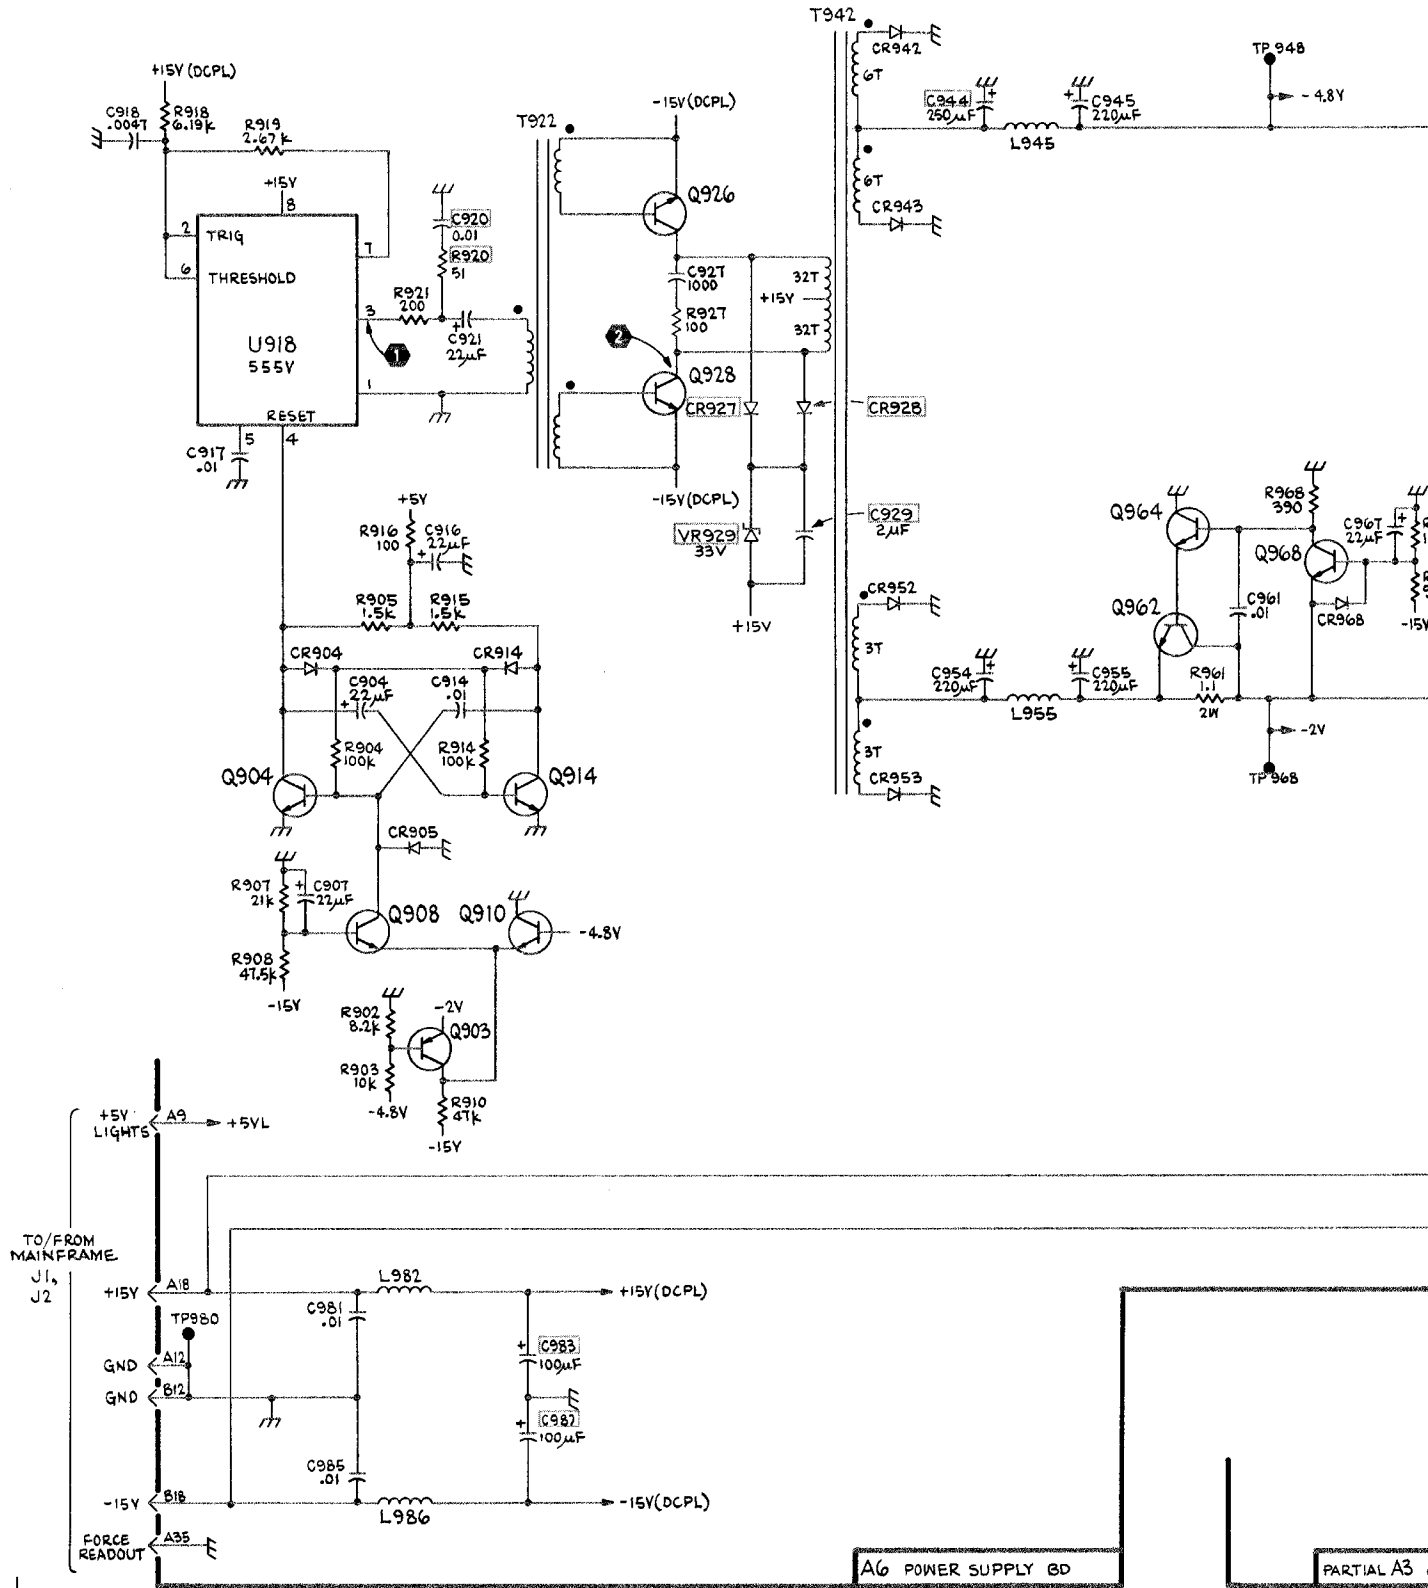 T942
CR942
6T
TP 948
+15V (DCPL)
-15V(DCPL)
C944
250µF
C945
220µF
-4.8V
C918
.0047
R918
6.19k
R919
2.67k
T922
L945
+15V
8
Q926
6T
CR943
2
TRIG
7
6
THRESHOLD
C920
0.01
R920
51
C927
1000
32T
+15V
32T
R921
200
3
U918
555V
1
C921
22µF
R927
100
2
1
Q928
RESET
CR927
CR928
5
4
C917
.01
-15V(DCPL)
+5V
R916
100
C916
22µF
VR929
33V
C929
2µF
Q964
R968
390
C967
22µF
Q968
R905
1.5k
R915
1.5k
+15V
CR952
Q962
C961
.01
CR968
-15V
CR904
CR914
3T
C904
22µF
C914
.01
C954
220µF
C955
220µF
R961
1.1
2W
L955
R904
100k
R914
100k
-2V
3T
Q904
Q914
CR953
TP 968
CR905
R907
21k
C907
22µF
Q908
Q910
-4.8V
R908
47.5k
-15V
R902
8.2k
-2V
Q903
R903
10k
-4.8V
R910
47k
-15V
+5V
LIGHTS
A9
+5VL
TO/FROM
MAINFRAME
J1,
J2
+15V
A18
L982
+15V(DCPL)
TP980
C981
.01
C983
100µF
GND
A12
GND
B12
C982
100µF
C985
.01
-15V
B18
L986
-15V(DCPL)
FORCE
READOUT
A35
A6 POWER SUPPLY BD
PARTIAL A3